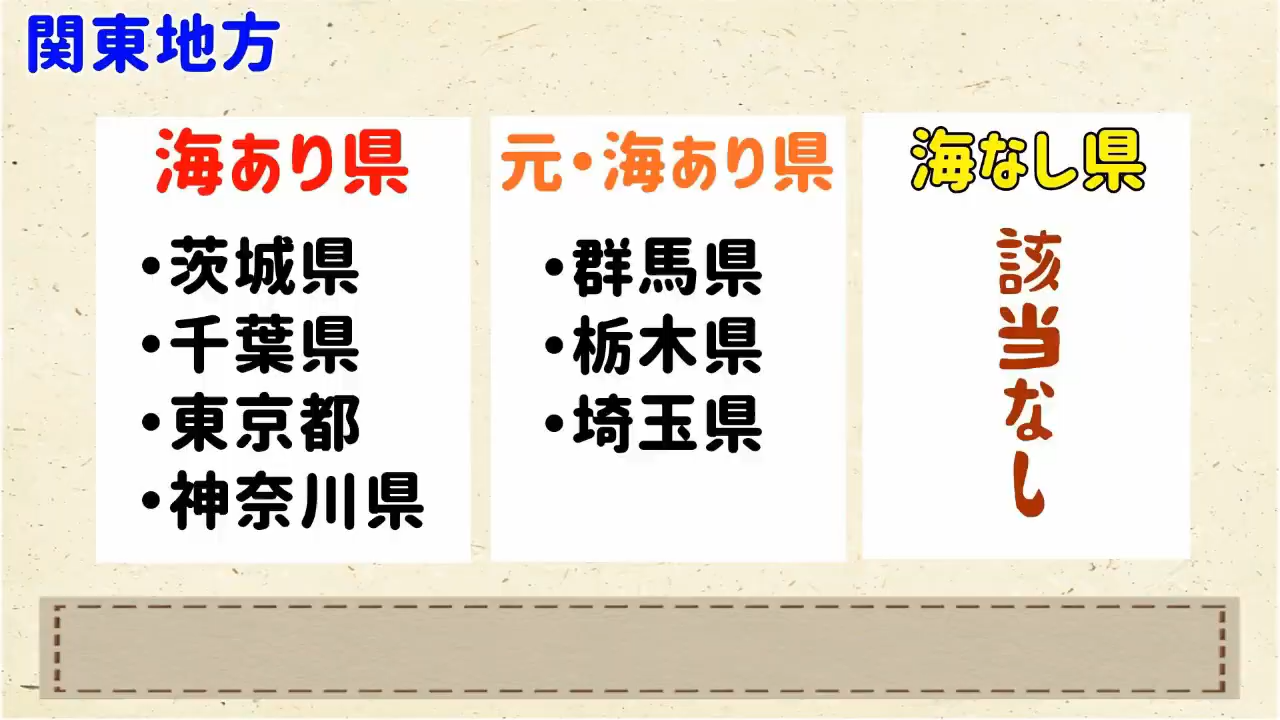 関東地方
海あり県
・茨城県
・千葉県
・東京都
・神奈川県
元・海あり県
・群馬県
・栃木県
・埼玉県
海なし県
該当なし